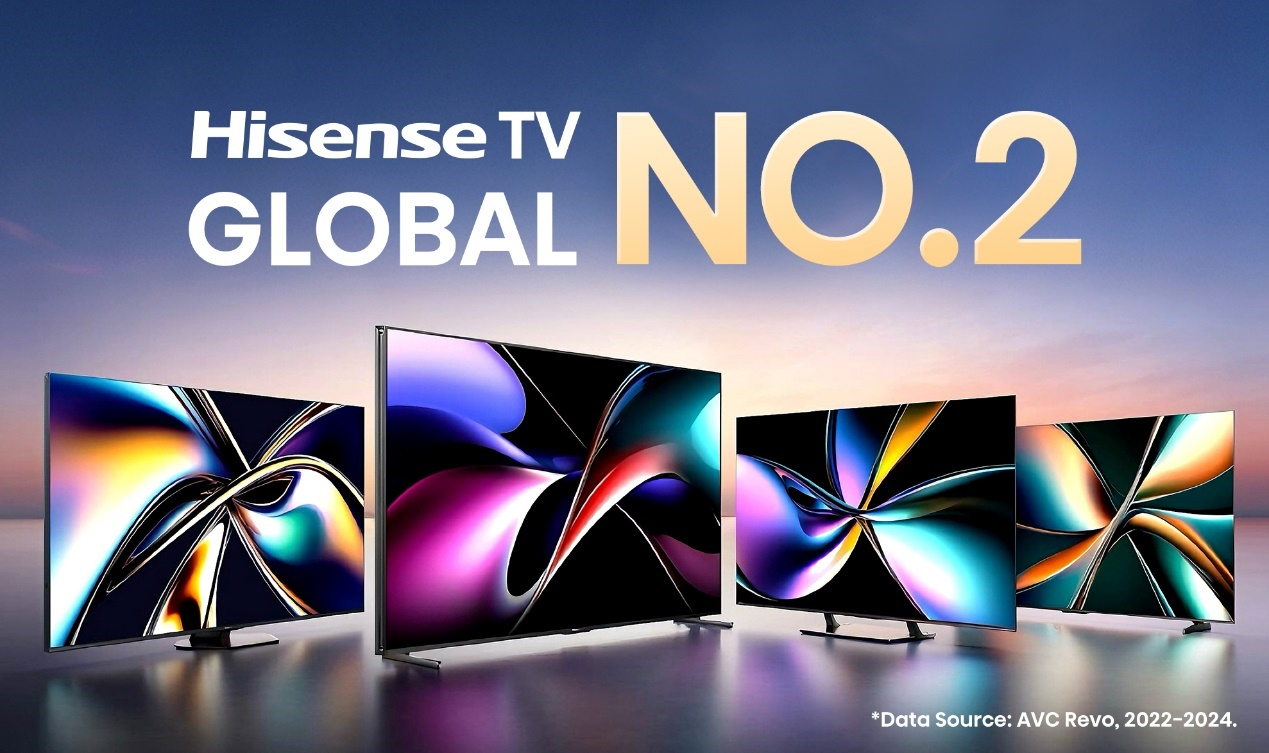 Hisense TV
GLOBAL
NO.2
*Data Source: AVC Revo, 2022-2024.